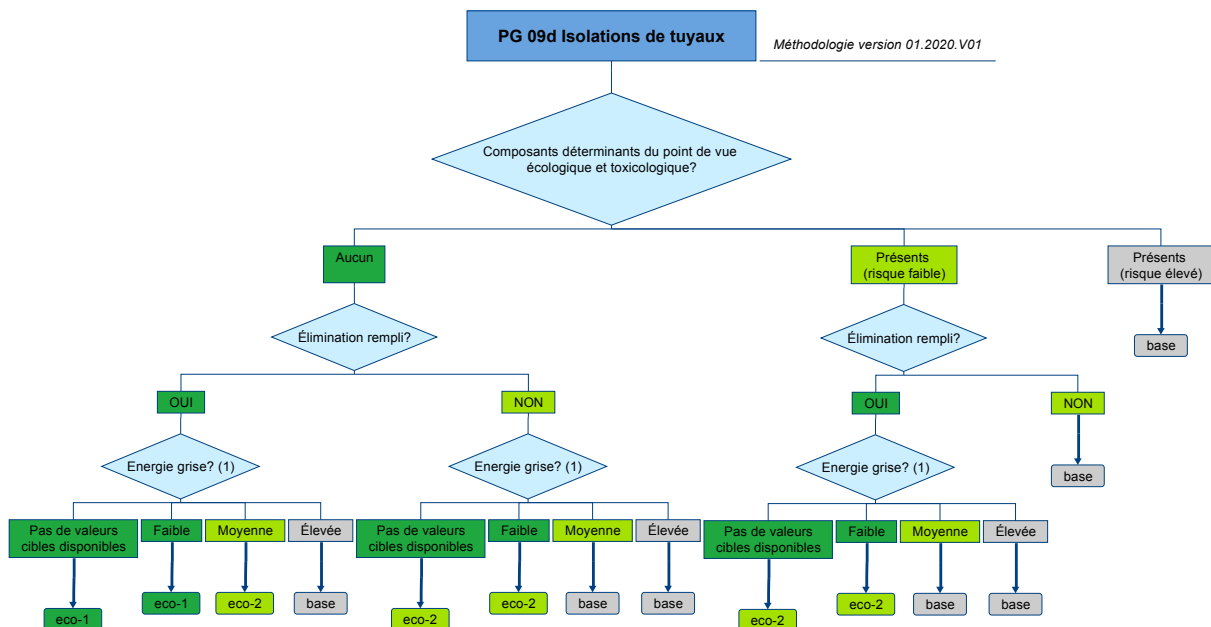 PG 09d Isolations de tuyaux
Méthodologie version 01.2020.V01
Composants déterminants du point de vue
écologique et toxicologique?
Aucun
Présents
(risque faible)
Présents
(risque élevé)
Élimination rempli?
Élimination rempli?
base
OUI
NON
OUI
NON
Energie grise? (1)
Energie grise? (1)
Energie grise? (1)
base
Pas de valeurs
cibles disponibles
Faible
Moyenne
Élevée
Pas de valeurs
cibles disponibles
Faible
Moyenne
Élevée
Pas de valeurs
cibles disponibles
Faible
Moyenne
Élevée
eco-1
eco-1
eco-2
base
eco-2
eco-2
base
base
eco-2
eco-2
base
base